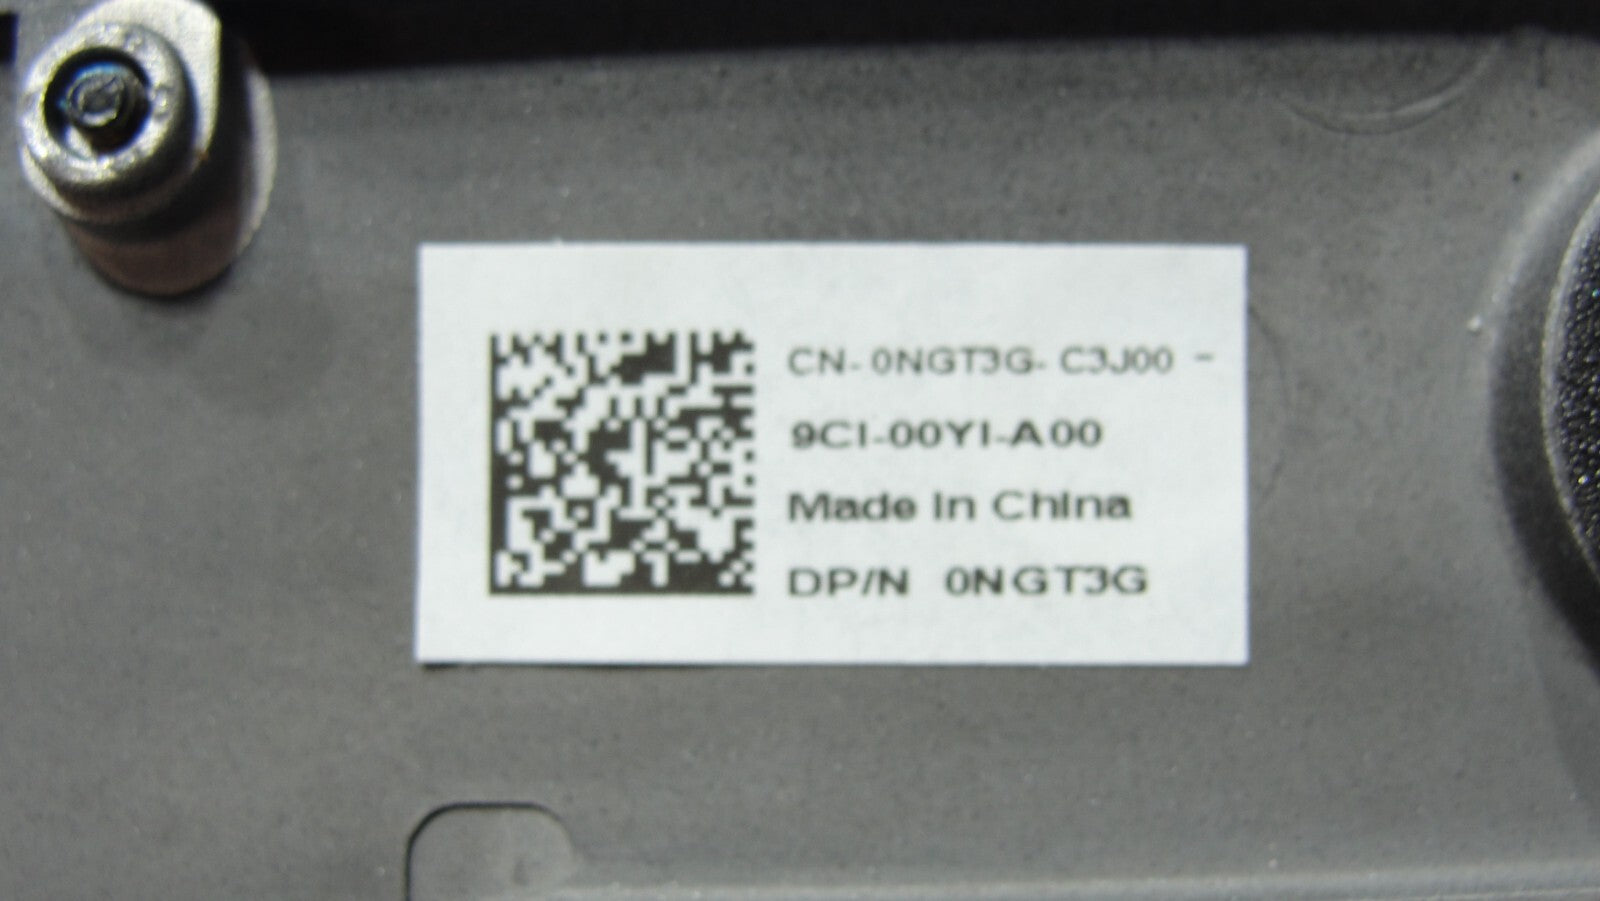 CN-0NGT3G-C3J00 -
9CI-00YI-A00
Made In China
DP/N 0NGT3G